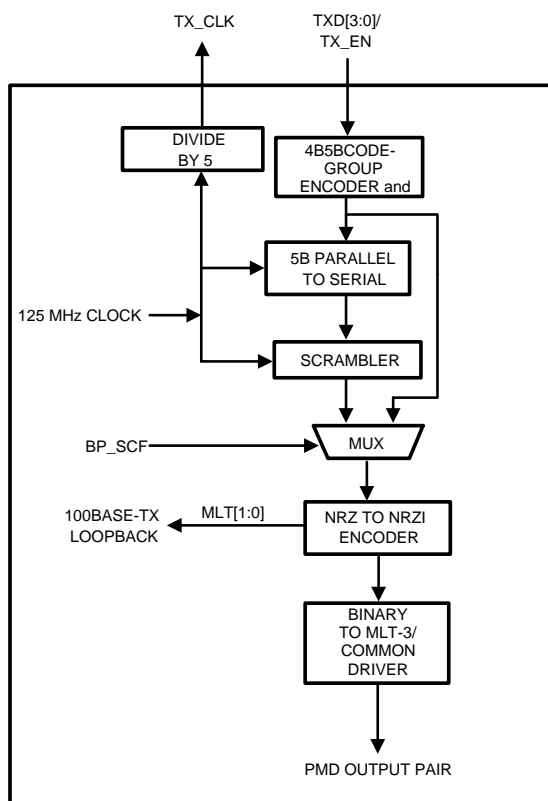 TX_CLK
TXD[3:0]/
TX_EN
DIVIDE
BY 5
4B5BCODE-
GROUP
ENCODER and
5B PARALLEL
TO SERIAL
125 MHz CLOCK
SCRAMBLER
BP_SCF
MUX
100BASE-TX
LOOPBACK
MLT[1:0]
NRZ TO NRZI
ENCODER
BINARY
TO MLT-3/
COMMON
DRIVER
PMD OUTPUT PAIR